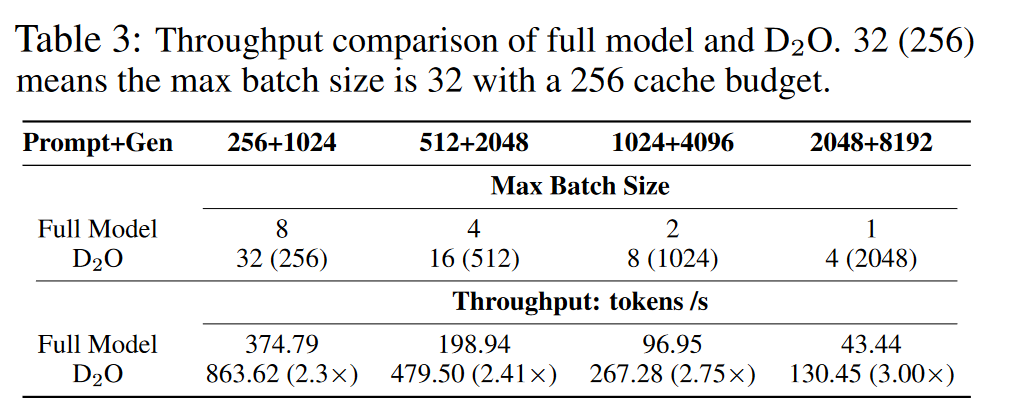 Table 3: Throughput comparison of full model and D₂O. 32 (256)
means the max batch size is 32 with a 256 cache budget.
Prompt+Gen 256+1024 512+2048 1024+4096 2048+8192
Max Batch Size
Full Model 8 4 2 1
D₂O 32 (256) 16 (512) 8 (1024) 4 (2048)
Throughput: tokens /s
Full Model 374.79 198.94 96.95 43.44
D₂O 863.62 (2.3×) 479.50 (2.41×) 267.28 (2.75×) 130.45 (3.00×)